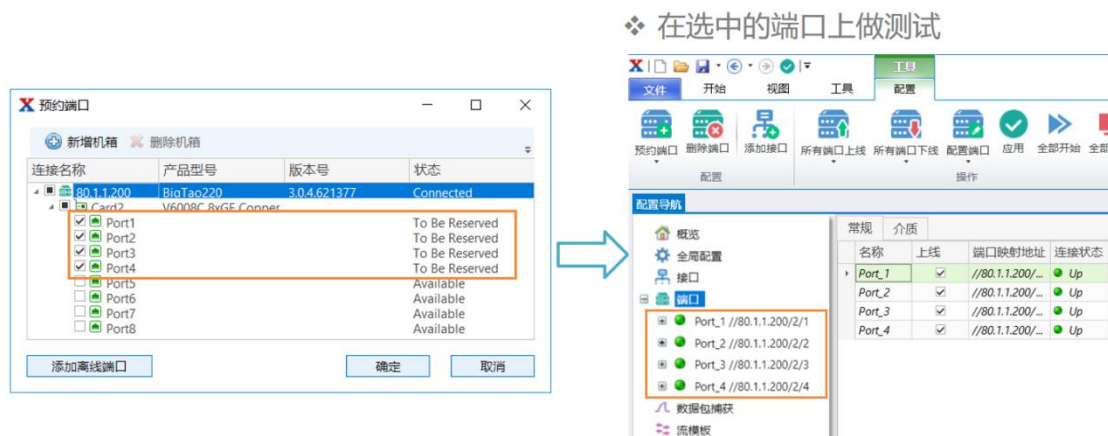 ❖ 在选中的端口上做测试
预约端口
新增机箱 删除机箱
连接名称 产品型号 版本号 状态
80.1.1.200 BigTao220 3.0.4.621377 Connected
Card2 V6008C 8xGE Copper
Port1 To Be Reserved
Port2 To Be Reserved
Port3 To Be Reserved
Port4 To Be Reserved
Port5 Available
Port6 Available
Port7 Available
Port8 Available
添加离线端口 确定 取消
工具
文件 开始 视图 工具 配置
预约端口 删除端口 添加接口 所有端口上线 所有端口下线 配置端口 应用 全部开始 全部
配置 操作
配置导航
概览
全局配置
接口
端口
Port_1 //80.1.1.200/2/1
Port_2 //80.1.1.200/2/2
Port_3 //80.1.1.200/2/3
Port_4 //80.1.1.200/2/4
数据包捕获
流模板
常规 介质
名称 上线 端口映射地址 连接状态
Port_1 //80.1.1.200/... Up
Port_2 //80.1.1.200/... Up
Port_3 //80.1.1.200/... Up
Port_4 //80.1.1.200/... Up